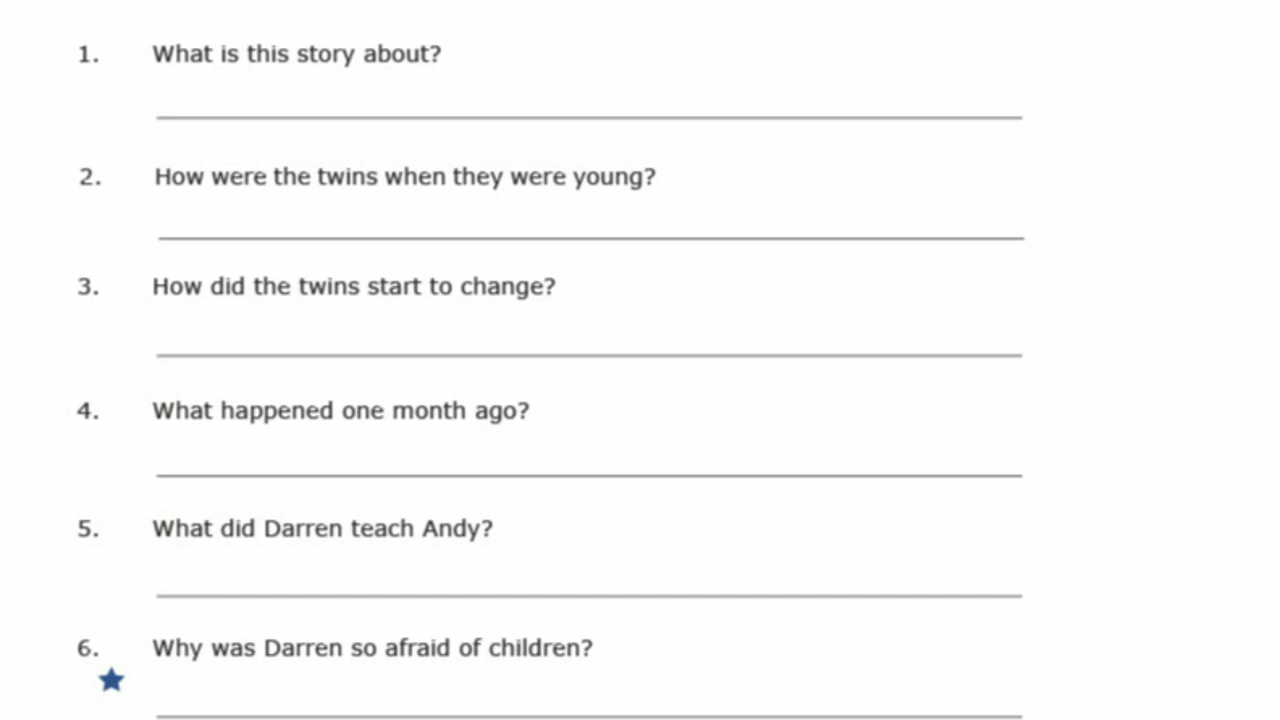 1. What is this story about?
2. How were the twins when they were young?
3. How did the twins start to change?
4. What happened one month ago?
5. What did Darren teach Andy?
6. Why was Darren so afraid of children?